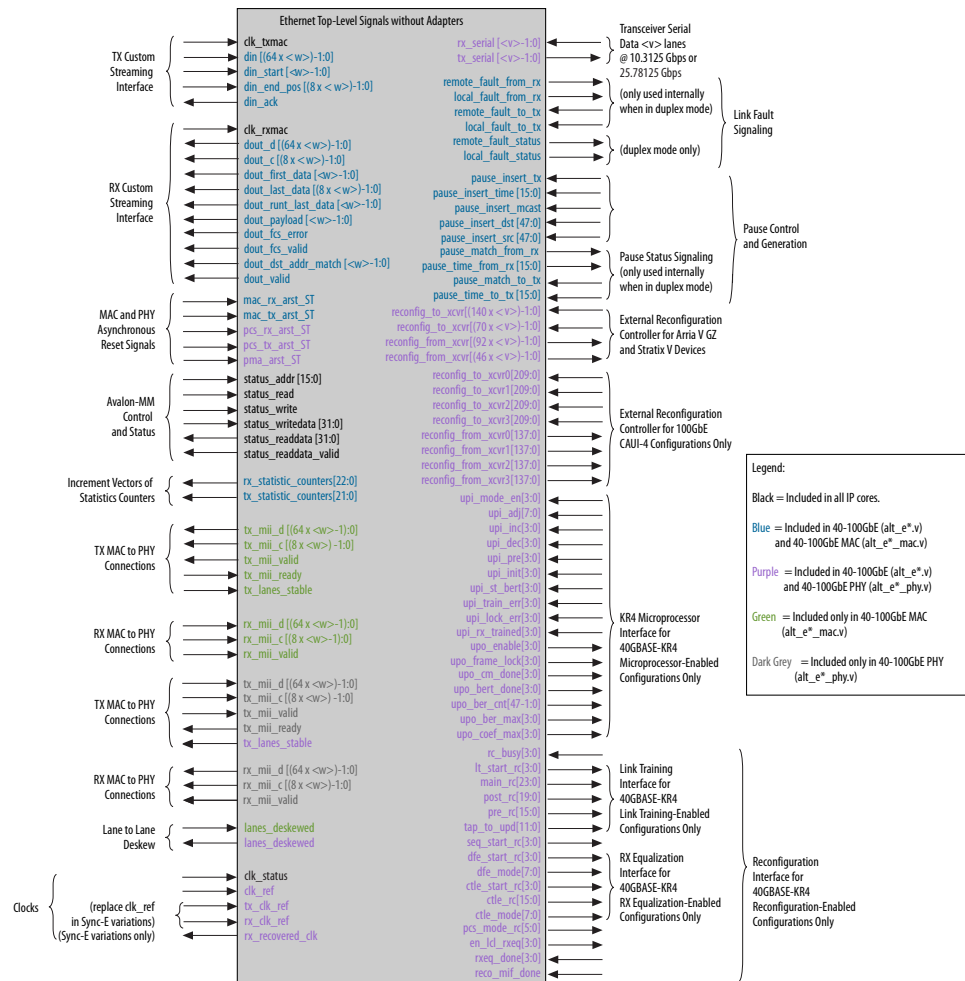 Ethernet Top-Level Signals without Adapters
TX Custom
Streaming
Interface
clk_txmac
din [(64 x < w>)-1:0]
din_start [<w>-1:0]
din_end_pos [(8x < w>)-1:0]
din_ack
RX Custom
Streaming
Interface
clk_rxmac
dout_d [(64 x <w>)-1:0]
dout_c [(8 x <w>)-1:0]
dout_first_data [<w>-1:0]
dout_last_data [(8x <w>)-1:0]
dout_runt_last_data [<w>-1:0]
dout_payload [<w>-1:0]
dout_fcs_error
dout_fcs_valid
dout_dst_addr_match [<w>-1:0]
dout_valid
MAC and PHY
Asynchronous
Reset Signals
mac_rx_arst_ST
mac_tx_arst_ST
pcs_rx_arst_ST
pcs_tx_arst_ST
pma_arst_ST
Avalon-MM
Control
and Status
status_addr [15:0]
status_read
status_write
status_writedata [31:0]
status_readdata [31:0]
status_readdata_valid
Increment Vectors of
Statistics Counters
rx_statistic_counters[22:0]
tx_statistic_counters[21:0]
TX MAC to PHY
Connections
tx_mii_d [(64 x <w>-1):0]
tx_mii_c [(8 x <w>) -1:0]
tx_mii_valid
tx_mii_ready
tx_lanes_stable
RX MAC to PHY
Connections
rx_mii_d [(64x <w>-1):0]
rx_mii_c [(8x <w>-1):0]
rx_mii_valid
TX MAC to PHY
Connections
tx_mii_d [(64 x <w>)-1:0]
tx_mii_c [(8 x <w>) -1:0]
tx_mii_valid
tx_mii_ready
tx_lanes_stable
RX MAC to PHY
Connections
rx_mii_d [(64x <w>)-1:0]
rx_mii_c [(8x <w>)-1:0]
rx_mii_valid
Lane to Lane
Deskew
lanes_deskewed
lanes_deskewed
Clocks
(replace clk_ref
in Sync-E variations)
(Sync-E variations only)
clk_status
clk_ref
tx_clk_ref
rx_clk_ref
rx_recovered_clk
rx_serial [<v>-1:0]
tx_serial [<v>-1:0]
Transceiver Serial
Data <v> lanes
@ 10.3125 Gbps or
25.78125 Gbps
remote_fault_from_rx
local_fault_from_rx
remote_fault_to_tx
local_fault_to_tx
remote_fault_status
local_fault_status
(only used internally
when in duplex mode)
(duplex mode only)
Link Fault
Signaling
pause_insert_tx
pause_insert_time [15:0]
pause_insert_mcast
pause_insert_dst [47:0]
pause_insert_src [47:0]
pause_match_from_rx
pause_time_from_rx [15:0]
pause_match_to_tx
pause_time_to_tx [15:0]
Pause Status Signaling
(only used internally
when in duplex mode)
Pause Control
and Generation
reconfig_to_xcvr[(140 x < v>)-1:0]
reconfig_to_xcvr[(70 x < v>)-1:0]
reconfig_from_xcvr[(92 x <v>)-1:0]
reconfig_from_xcvr[(46 x <v>)-1:0]
External Reconfiguration
Controller for Arria V GZ
and Stratix V Devices
reconfig_to_xcvr0[209:0]
reconfig_to_xcvr1[209:0]
reconfig_to_xcvr2[209:0]
reconfig_to_xcvr3[209:0]
reconfig_from_xcvr0[137:0]
reconfig_from_xcvr1[137:0]
reconfig_from_xcvr2[137:0]
reconfig_from_xcvr3[137:0]
External Reconfiguration
Controller for 100GbE
CAUI-4 Configurations Only
upi_mode_en[3:0]
upi_adj[7:0]
upi_inc[3:0]
upi_dec[3:0]
upi_pre[3:0]
upi_init[3:0]
upi_st_bert[3:0]
upi_train_err[3:0]
upi_lock_err[3:0]
upi_rx_trained[3:0]
upo_enable[3:0]
upo_frame_lock[3:0]
upo_cm_done[3:0]
upo_bert_done[3:0]
upo_ber_cnt[47-1:0]
upo_ber_max[3:0]
upo_coef_max[3:0]
KR4 Microprocessor
Interface for
40GBASE-KR4
Microprocessor-Enabled
Configurations Only
rc_busy[3:0]
lt_start_rc[3:0]
main_rc[23:0]
post_rc[19:0]
pre_rc[15:0]
tap_to_upd[11:0]
seq_start_rc[3:0]
dfe_start_rc[3:0]
dfe_mode[7:0]
ctle_start_rc[3:0]
ctle_rc[15:0]
ctle_mode[7:0]
pcs_mode_rc[5:0]
en_lcl_rxeq[3:0]
rxeq_done[3:0]
reco_mif_done
Link Training
Interface for
40GBASE-KR4
Link Training-Enabled
Configurations Only
RX Equalization
Interface for
40GBASE-KR4
RX Equalization-Enabled
Configurations Only
Reconfiguration
Interface for
40GBASE-KR4
Reconfiguration-Enabled
Configurations Only
Legend:
Black = Included in all IP cores.
Blue = Included in 40-100GbE (alt_e*.v)
and 40-100GbE MAC (alt_e*_mac.v)
Purple = Included in 40-100GbE (alt_e*.v)
and 40-100GbE PHY (alt_e*_phy.v)
Green = Included only in 40-100GbE MAC
(alt_e*_mac.v)
Dark Grey = Included only in 40-100GbE PHY
(alt_e*_phy.v)